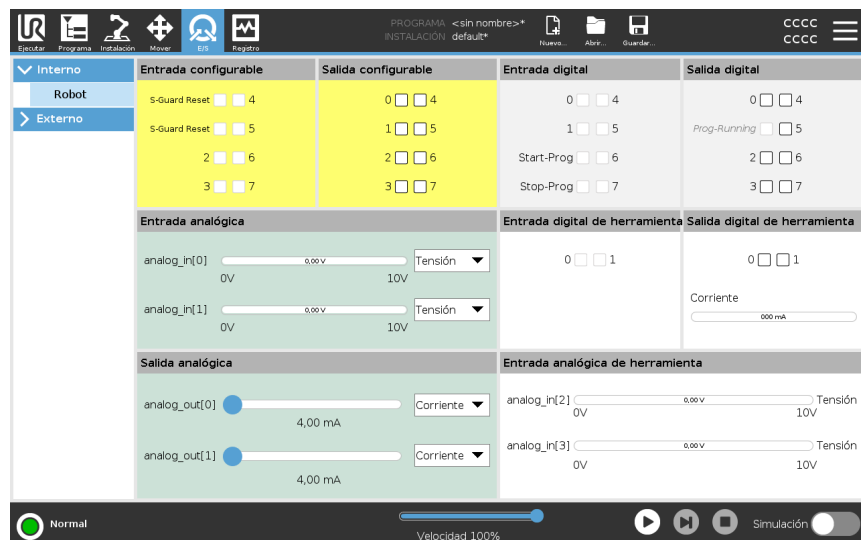 UR
PROGRAMA <sin nombre>*
INSTALACIÓN default*
CCCC
CCCC
Ejecutar Programa Instalación Mover E/S Registro
Nuevo... Abrir... Guardar...
Interno
Robot
Externo
Entrada configurable
S-Guard Reset 4
S-Guard Reset 5
2 6
3 7
Salida configurable
0 4
1 5
2 6
3 7
Entrada digital
0 4
1 5
Start-Prog 6
Stop-Prog 7
Salida digital
0 4
Prog-Running 5
2 6
3 7
Entrada analógica
analog_in[0] 0,00 V Tensión
0V 10V
analog_in[1] 0,00 V Tensión
0V 10V
Entrada digital de herramienta
0 1
Salida digital de herramienta
0 1
Corriente
000 mA
Salida analógica
analog_out[0] Corriente
4,00 mA
analog_out[1] Corriente
4,00 mA
Entrada analógica de herramienta
analog_in[2] 0,00 V Tensión
0V 10V
analog_in[3] 0,00 V Tensión
0V 10V
Normal
Velocidad 100%
Simulación